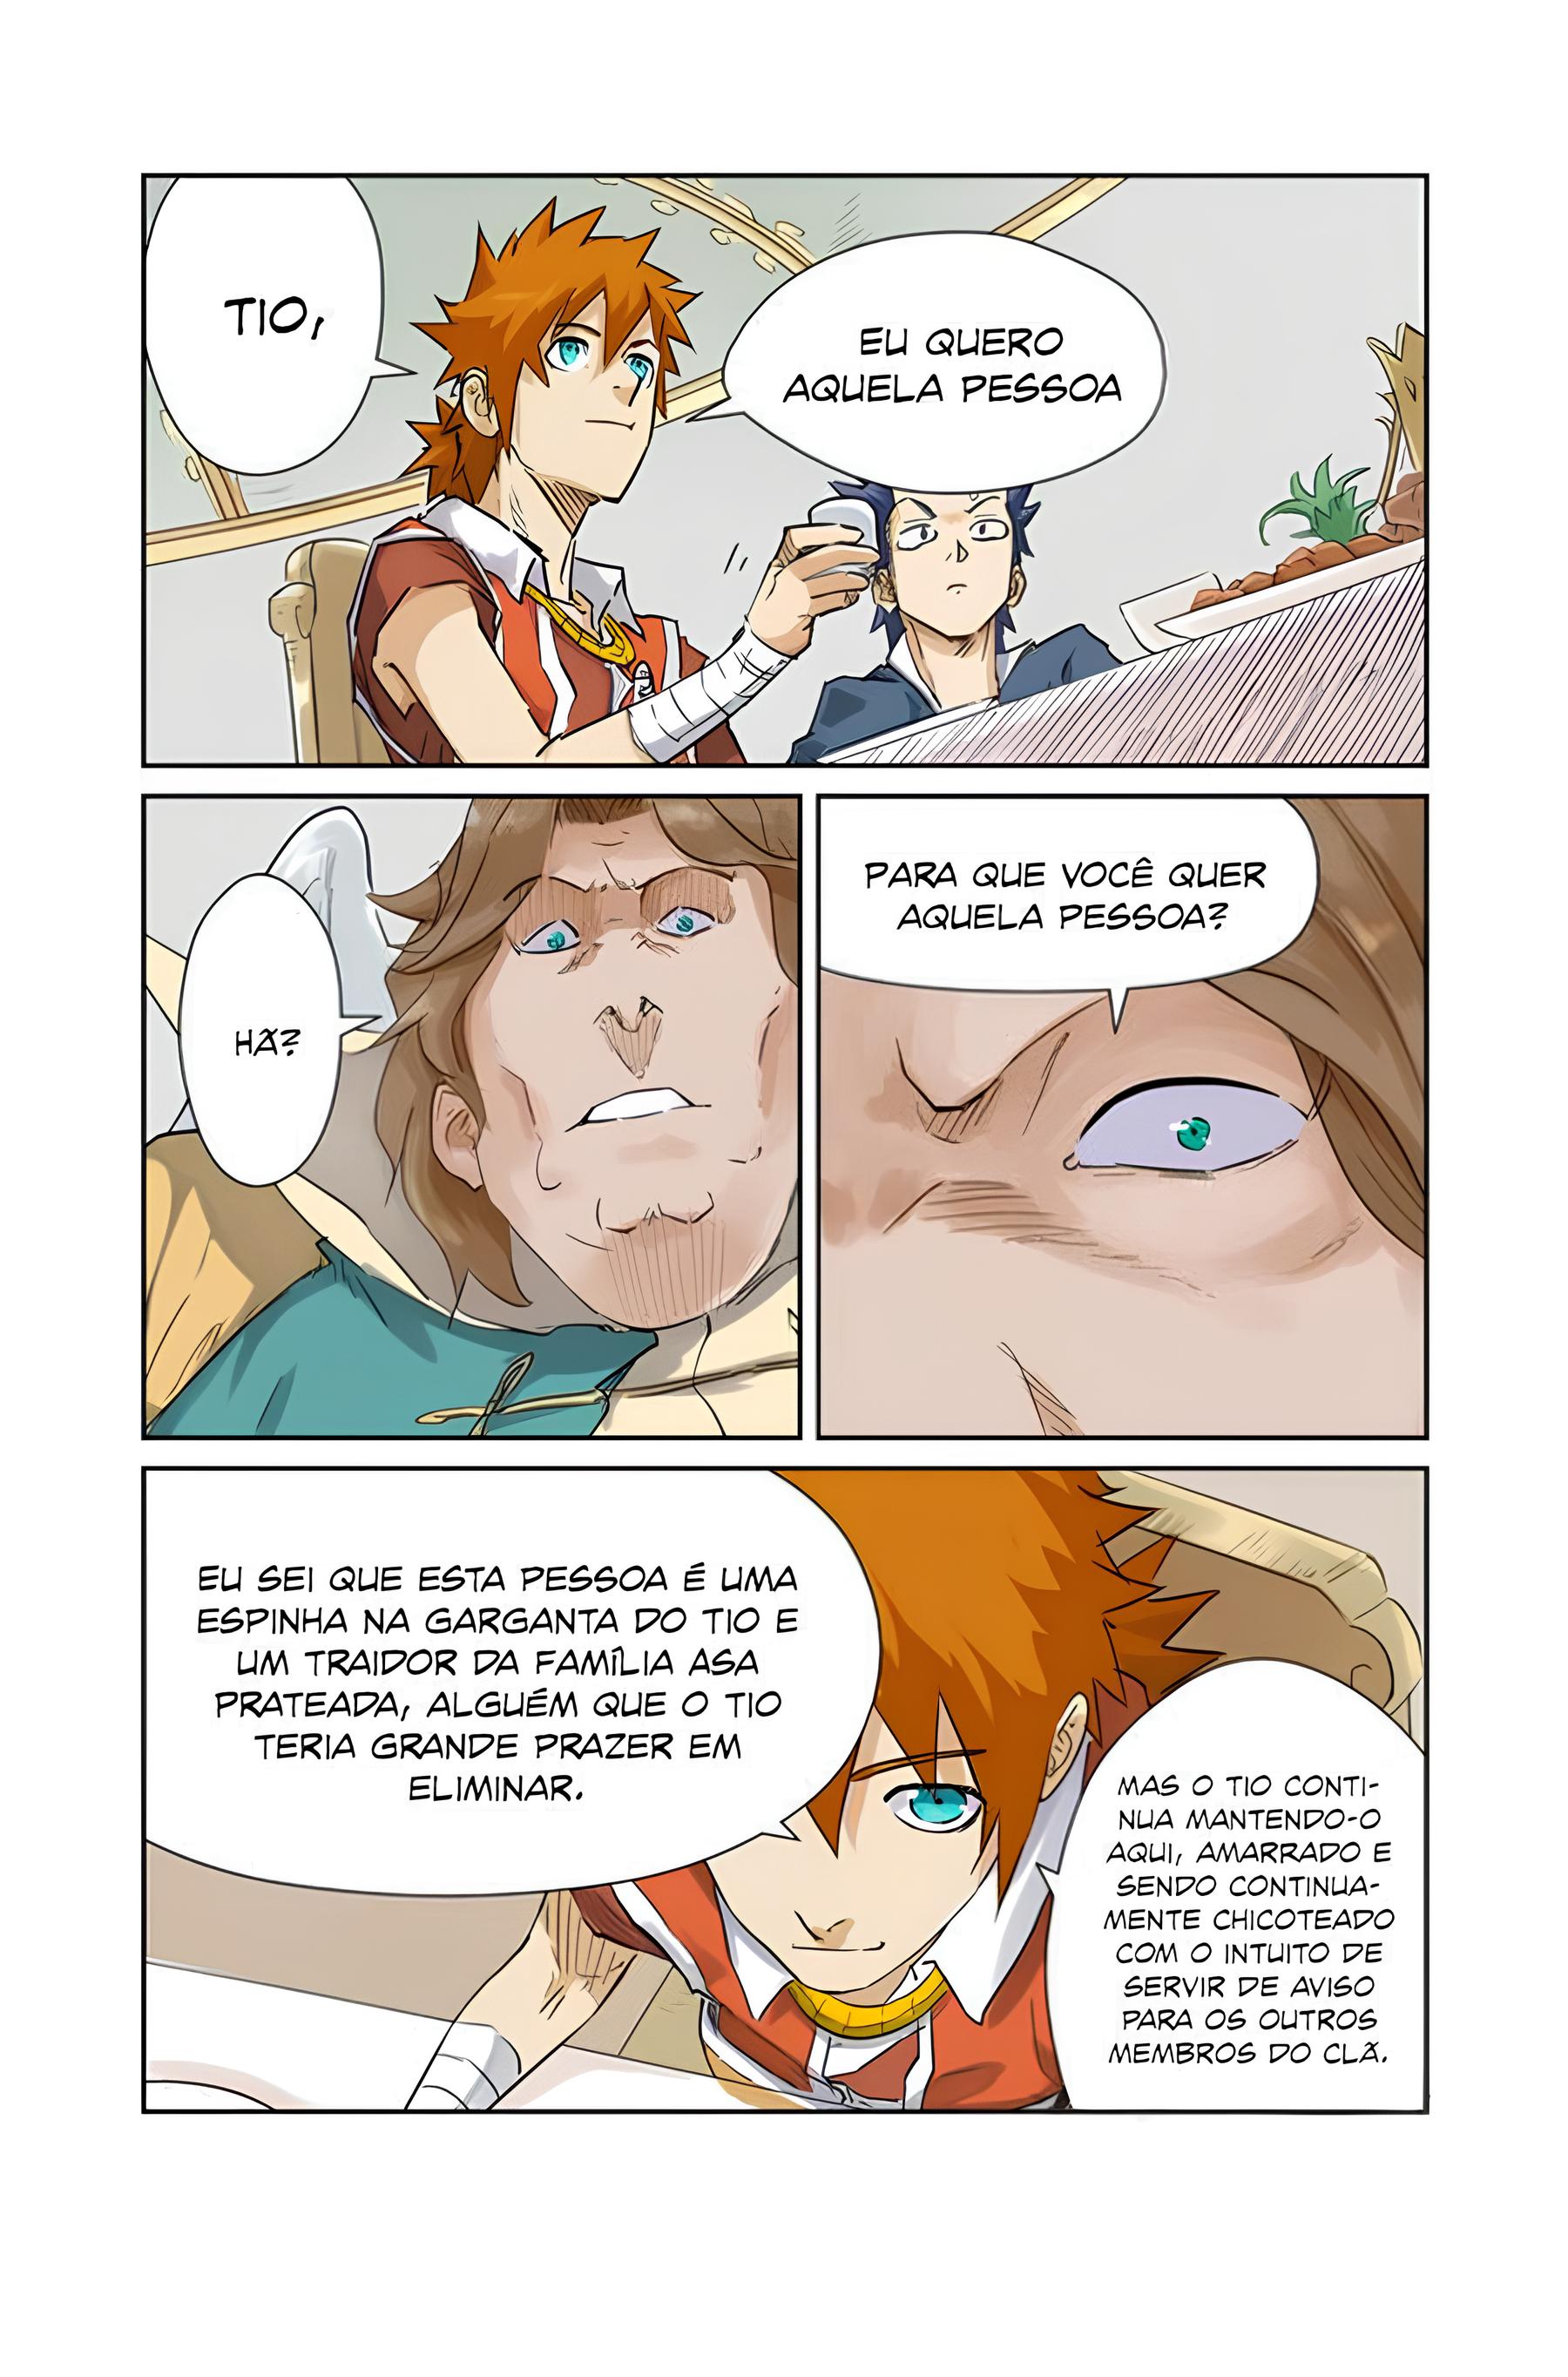 TIO,
EU QUERO
AQUELA PESSOA
HÃ?
PARA QUE VOCÊ QUER
AQUELA PESSOA?
EU SEI QUE ESTA PESSOA É UMA
ESPINHA NA GARGANTA DO TIO E
UM TRAIDOR DA FAMÍLIA ASA
PRATEADA, ALGUÉM QUE O TIO
TERIA GRANDE PRAZER EM
ELIMINAR.
MAS O TIO CONTI-
NUA MANTENDO-O
AQUI, AMARRADO E
SENDO CONTINUA-
MENTE CHICOTEADO
COM O INTUITO DE
SERVIR DE AVISO
PARA OS OUTROS
MEMBROS DO CLÃ.